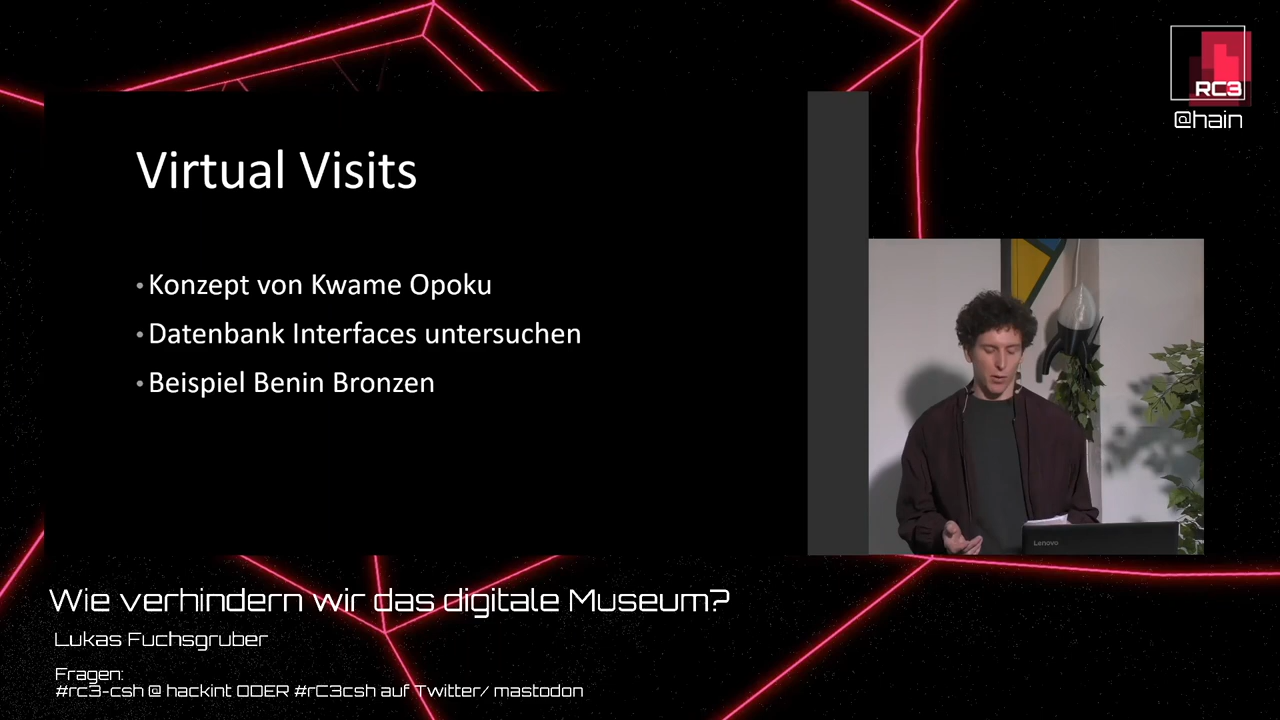 RC3
@hain
Virtual Visits
• Konzept von Kwame Opoku
• Datenbank Interfaces untersuchen
• Beispiel Benin Bronzen
Lenovo
Wie verhindern wir das digitale Museum?
Lukas Fuchsgruber
Fragen:
#rc3-csh @ hackint ODER #rC3csh auf Twitter/ mastodon